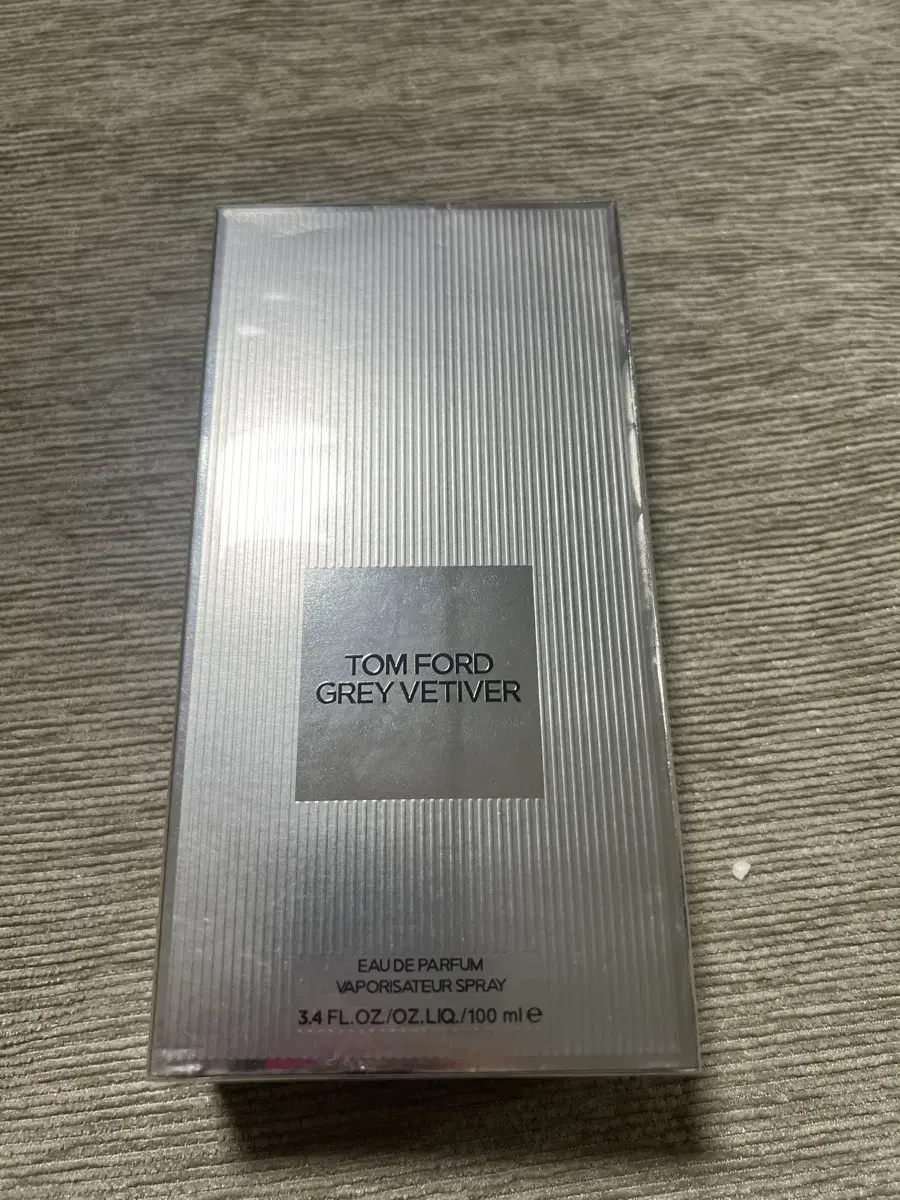 TOM FORD
GREY VETIVER
EAU DE PARFUM
VAPORISATEUR SPRAY
3.4 FL.OZ./OZ.LIQ./100 ml ℮